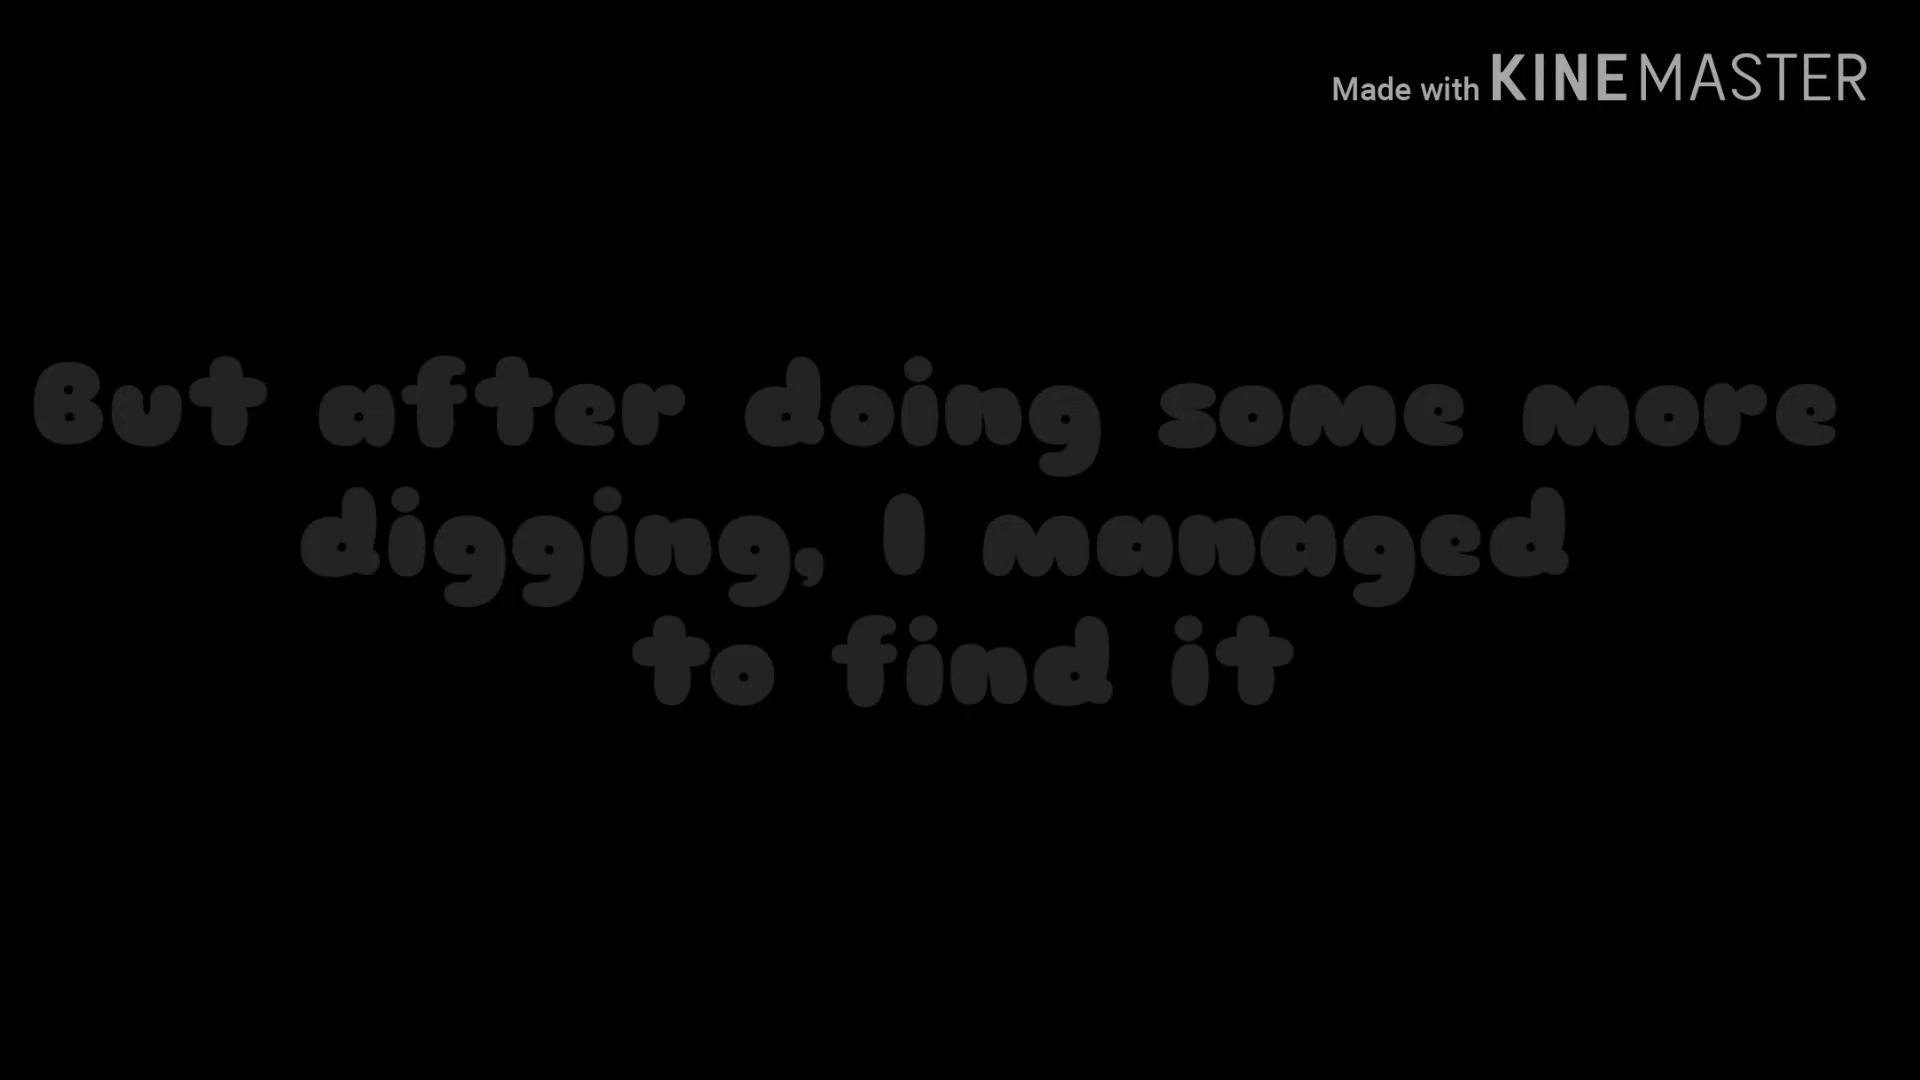 Made with KINEMASTER
But after doing some more
digging, I managed
to find it